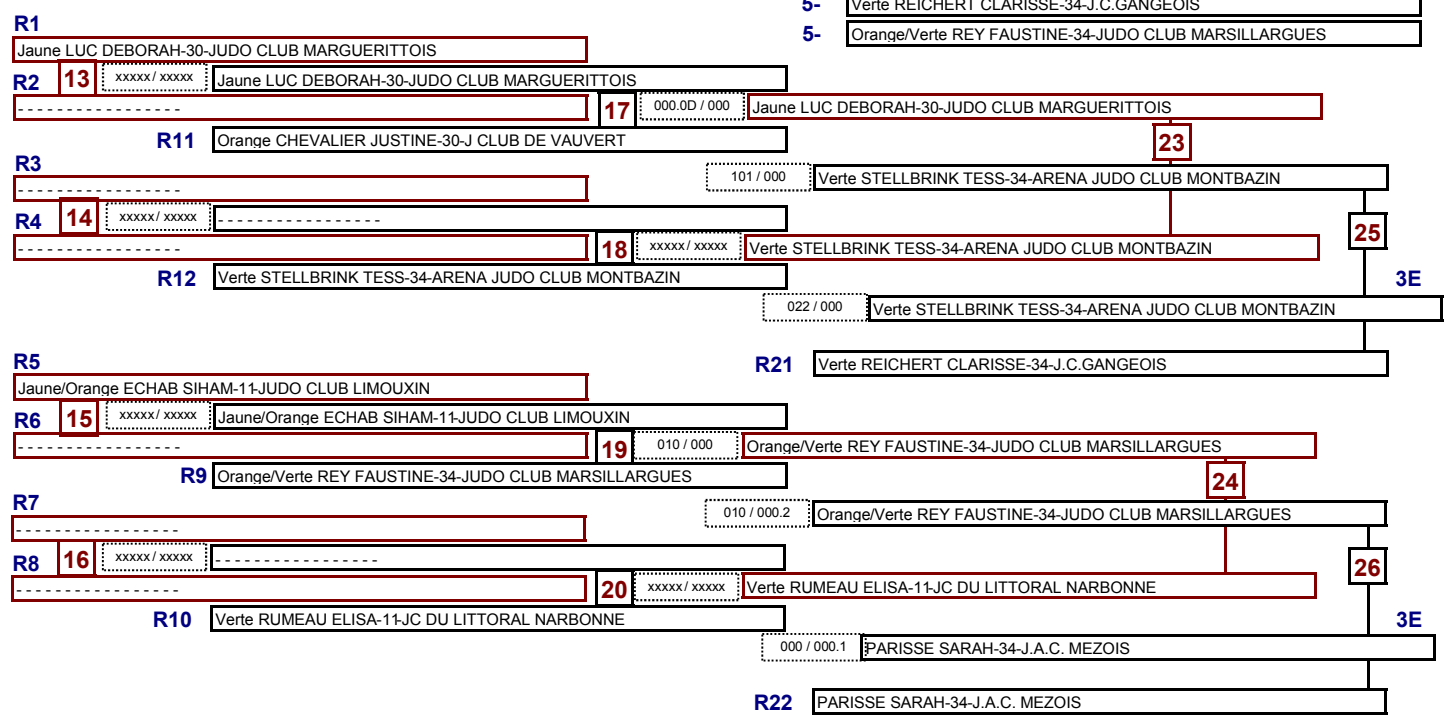 5- Verte REICHERT CLARISSE-34-J.C.GANGEOIS
R1
5- Orange/Verte REY FAUSTINE-34-JUDO CLUB MARSILLARGUES
Jaune LUC DEBORAH-30-JUDO CLUB MARGUERITTOIS
R2 13 xxxxx / xxxxx Jaune LUC DEBORAH-30-JUDO CLUB MARGUERITTOIS
- - - - - - - - - - - - - - - - - 17 000.0D / 000 Jaune LUC DEBORAH-30-JUDO CLUB MARGUERITTOIS
R11 Orange CHEVALIER JUSTINE-30-J CLUB DE VAUVERT 23
R3
101 / 000 Verte STELLBRINK TESS-34-ARENA JUDO CLUB MONTBAZIN
- - - - - - - - - - - - - - - - -
R4 14 xxxxx / xxxxx - - - - - - - - - - - - - - - - - 25
- - - - - - - - - - - - - - - - - 18 xxxxx / xxxxx Verte STELLBRINK TESS-34-ARENA JUDO CLUB MONTBAZIN
R12 Verte STELLBRINK TESS-34-ARENA JUDO CLUB MONTBAZIN 3E
022 / 000 Verte STELLBRINK TESS-34-ARENA JUDO CLUB MONTBAZIN
R5
R21 Verte REICHERT CLARISSE-34-J.C.GANGEOIS
Jaune/Orange ECHAB SIHAM-11-JUDO CLUB LIMOUXIN
R6 15 xxxxx / xxxxx Jaune/Orange ECHAB SIHAM-11-JUDO CLUB LIMOUXIN
- - - - - - - - - - - - - - - - - 19 010 / 000 Orange/Verte REY FAUSTINE-34-JUDO CLUB MARSILLARGUES
R9 Orange/Verte REY FAUSTINE-34-JUDO CLUB MARSILLARGUES 24
R7
010 / 000.2 Orange/Verte REY FAUSTINE-34-JUDO CLUB MARSILLARGUES
- - - - - - - - - - - - - - - - -
R8 16 xxxxx / xxxxx - - - - - - - - - - - - - - - - - 26
- - - - - - - - - - - - - - - - - 20 xxxxx / xxxxx Verte RUMEAU ELISA-11-JC DU LITTORAL NARBONNE
R10 Verte RUMEAU ELISA-11-JC DU LITTORAL NARBONNE 3E
000 / 000.1 PARISSE SARAH-34-J.A.C. MEZOIS
R22 PARISSE SARAH-34-J.A.C. MEZOIS